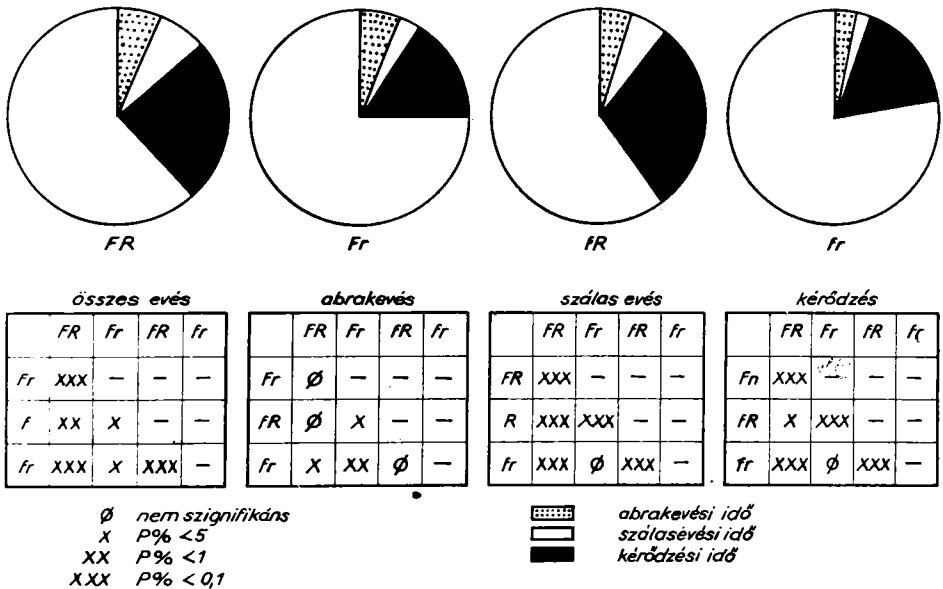 FR Fr fR fr
összes evés
FR Fr fR fr
Fr XXX — — —
f XX X — —
fr XXX X XXX —
abrakevés
FR Fr fR fr
Fr Ø — — —
fR Ø X — —
fr X XX Ø —
szálas evés
FR Fr fR fr
FR XXX — — —
R XXX XXX — —
fr XXX Ø XXX —
kérődzés
FR Fr fR f(
Fn XXX — — —
fR X XXX — —
fr XXX Ø XXX —
Ø nem szignifikáns
X P% <5
XX P% <1
XXX P% < 0,1
abrakevési idő
szálasévési idő
kérődzési idő